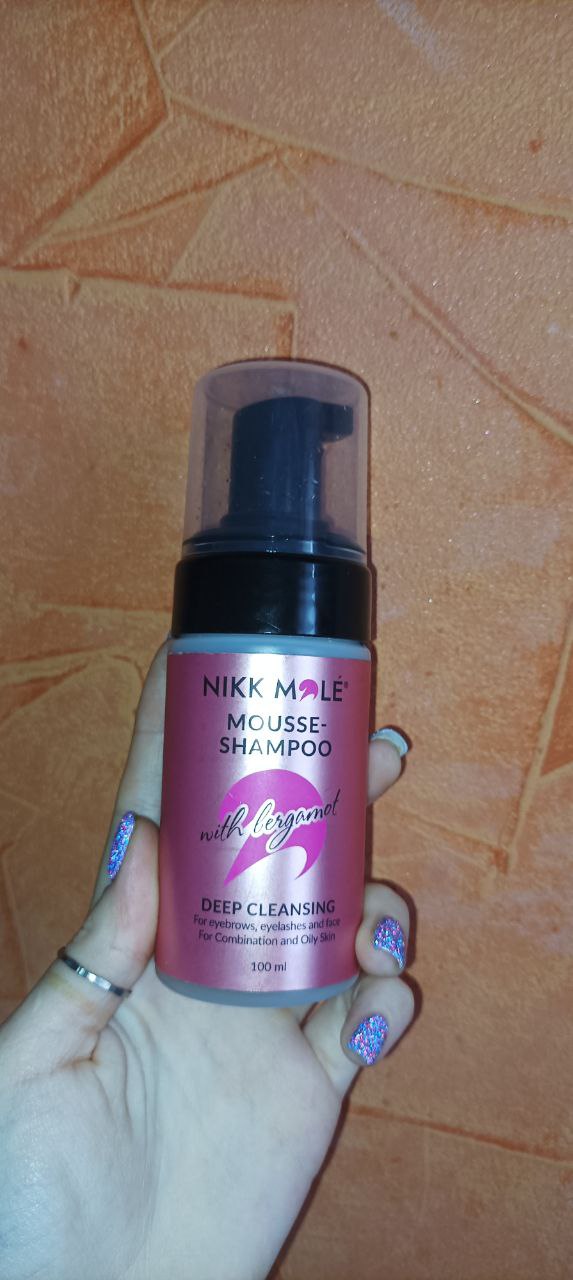 NIKK MOLÉ®
MOUSSE-
SHAMPOO
with bergamot
DEEP CLEANSING
For eyebrows, eyelashes and face
For Combination and Oily Skin
100 ml